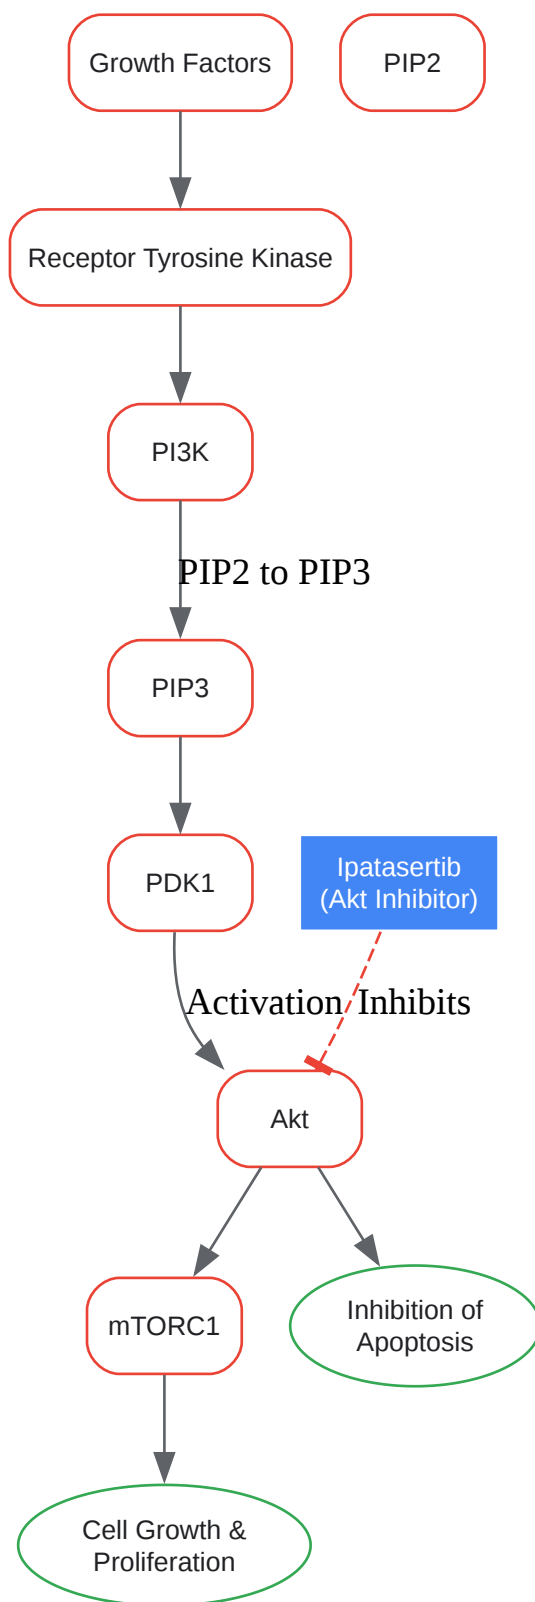 Growth Factors
PIP2
Receptor Tyrosine Kinase
PI3K
PIP2 to PIP3
PIP3
PDK1
Ipatasertib
(Akt Inhibitor)
Activation
Inhibits
Akt
mTORC1
Inhibition of
Apoptosis
Cell Growth &
Proliferation